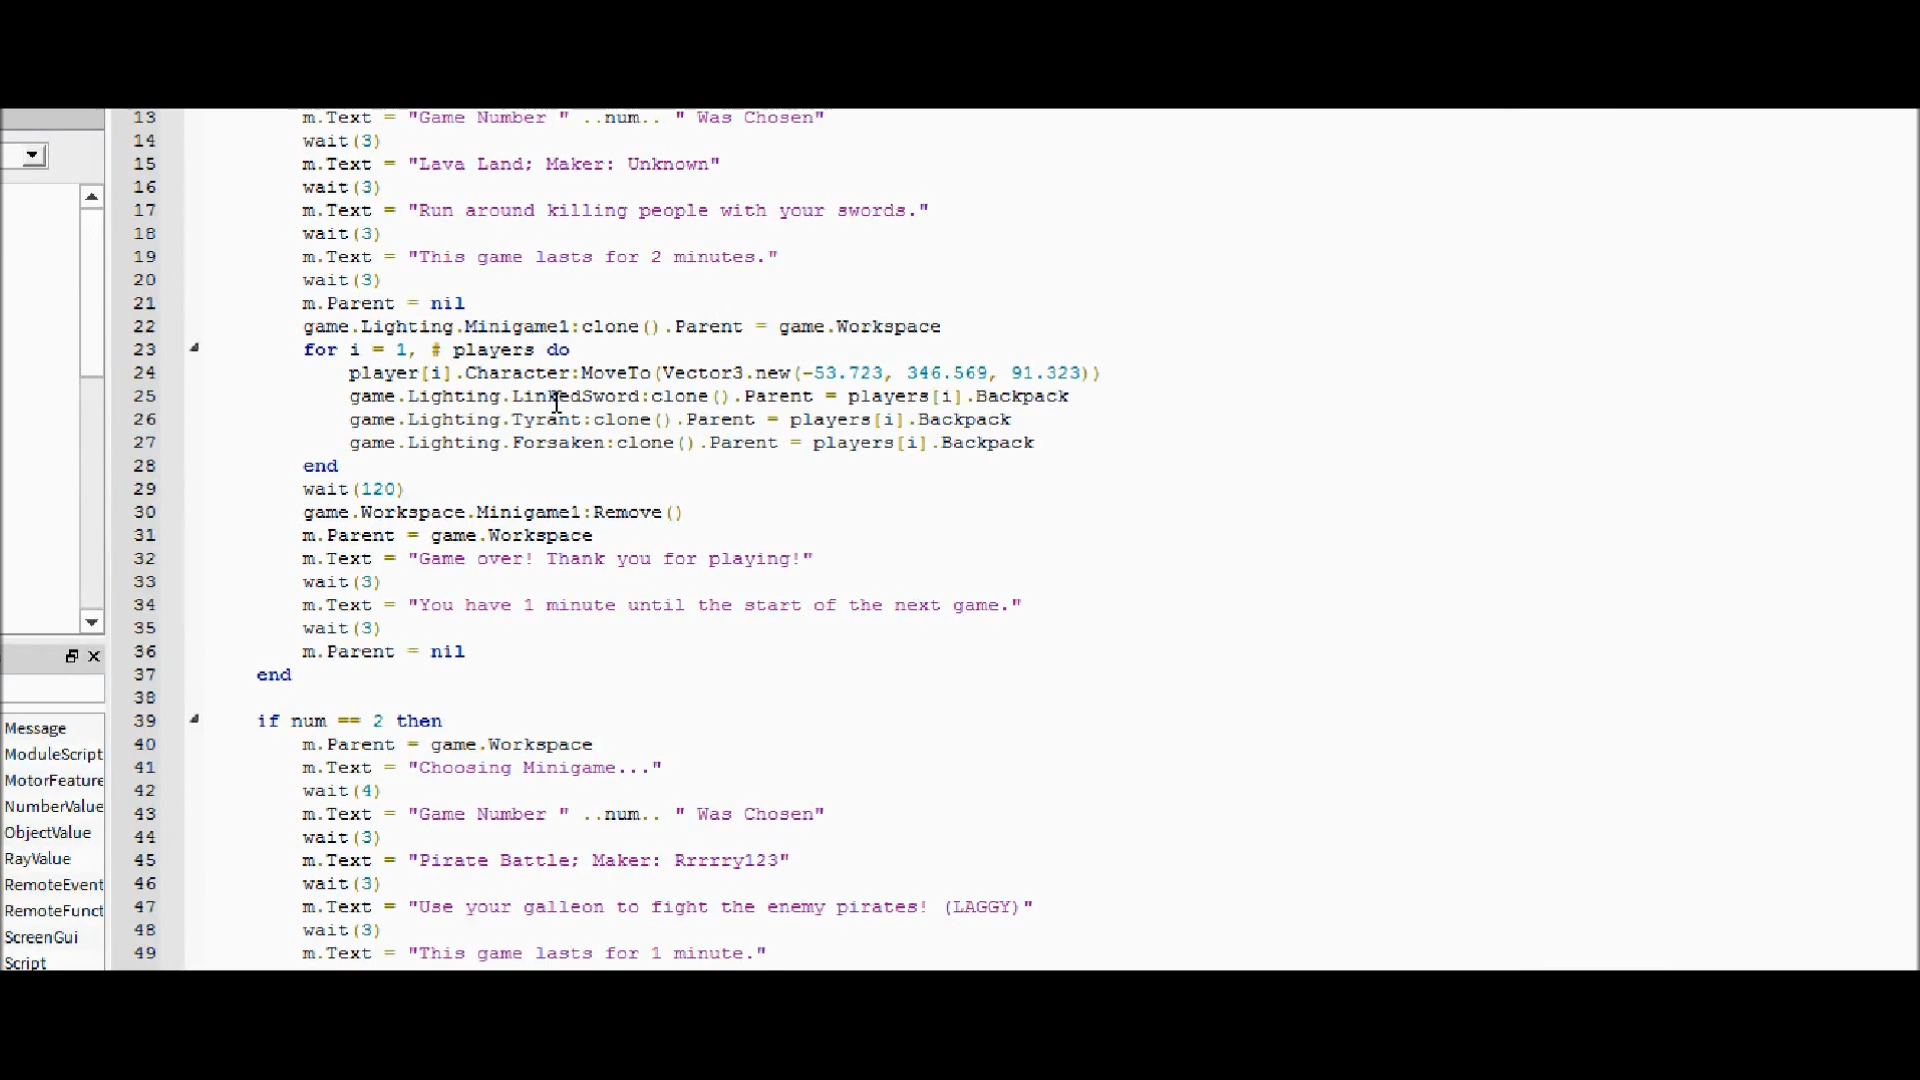 13 m.Text = "Game Number " ..num.. " Was Chosen"
14 wait(3)
15 m.Text = "Lava Land; Maker: Unknown"
16 wait(3)
17 m.Text = "Run around killing people with your swords."
18 wait(3)
19 m.Text = "This game lasts for 2 minutes."
20 wait(3)
21 m.Parent = nil
22 game.Lighting.Minigame1:clone().Parent = game.Workspace
23 for i = 1, # players do
24 player[i].Character:MoveTo(Vector3.new(-53.723, 346.569, 91.323))
25 game.Lighting.LinkedSword:clone().Parent = players[i].Backpack
26 game.Lighting.Tyrant:clone().Parent = players[i].Backpack
27 game.Lighting.Forsaken:clone().Parent = players[i].Backpack
28 end
29 wait(120)
30 game.Workspace.Minigame1:Remove()
31 m.Parent = game.Workspace
32 m.Text = "Game over! Thank you for playing!"
33 wait(3)
34 m.Text = "You have 1 minute until the start of the next game."
35 wait(3)
36 m.Parent = nil
37 end
38
39 if num == 2 then
40 m.Parent = game.Workspace
41 m.Text = "Choosing Minigame..."
42 wait(4)
43 m.Text = "Game Number " ..num.. " Was Chosen"
44 wait(3)
45 m.Text = "Pirate Battle; Maker: Rrrrry123"
46 wait(3)
47 m.Text = "Use your galleon to fight the enemy pirates! (LAGGY)"
48 wait(3)
49 m.Text = "This game lasts for 1 minute."
Message
ModuleScript
MotorFeature
NumberValue
ObjectValue
RayValue
RemoteEvent
RemoteFunct
ScreenGui
Script